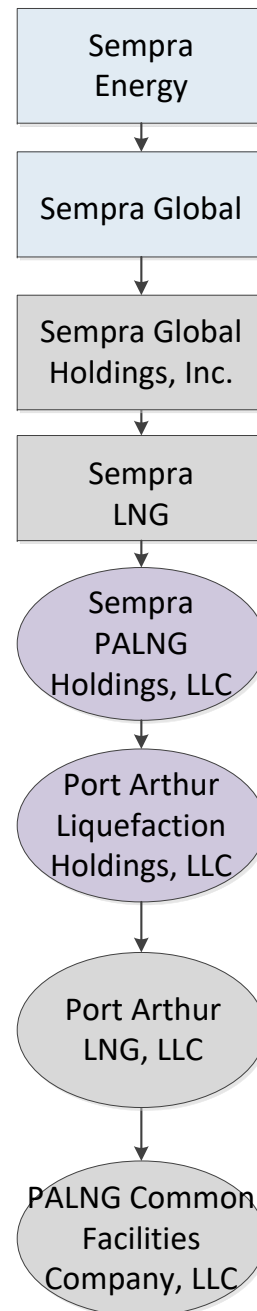 Sempra
Energy
Sempra Global
Sempra Global
Holdings, Inc.
Sempra
LNG
Sempra
PALNG
Holdings, LLC
Port Arthur
Liquefaction
Holdings, LLC
Port Arthur
LNG, LLC
PALNG Common
Facilities
Company, LLC